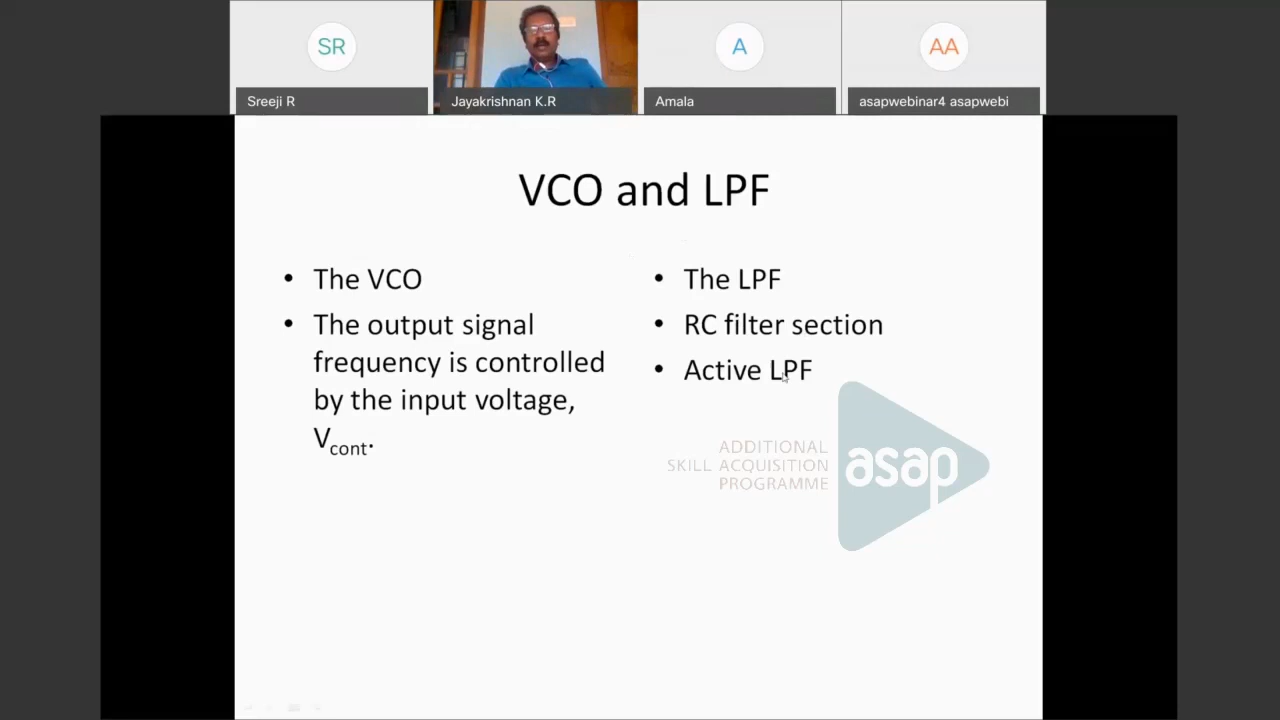 SR
A
AA
Sreeji R
Jayakrishnan K.R
Amala
asapwebinar4 asapwebi
VCO and LPF
• The VCO
• The output signal
frequency is controlled
by the input voltage,
Vcont.
• The LPF
• RC filter section
• Active LPF
ADDITIONAL
SKILL ACQUISITION
PROGRAMME
asap